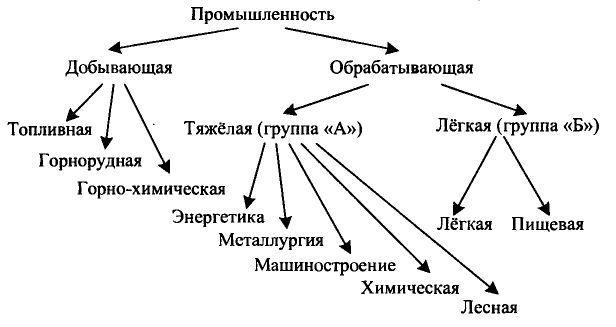 Промышленность
Добывающая
Обрабатывающая
Топливная
Горнорудная
Горно-химическая
Тяжёлая (группа «А»)
Лёгкая (группа «Б»)
Энергетика
Металлургия
Машиностроение
Химическая
Лесная
Лёгкая
Пищевая